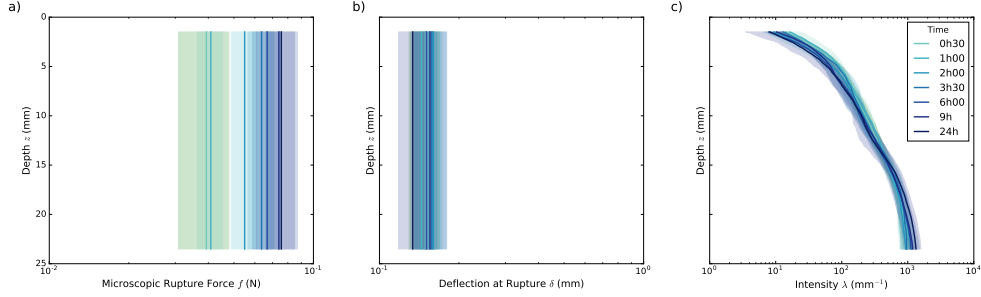 a)
0
5
10
15
20
25
Depth z (mm)
10⁻²
10⁻¹
Microscopic Rupture Force f (N)
b)
10⁻¹
10⁰
Deflection at Rupture δ (mm)
c)
Depth z (mm)
10⁰
10¹
10²
10³
10⁴
Intensity λ (mm⁻¹)
Time
0h30
1h00
2h00
3h30
6h00
9h
24h